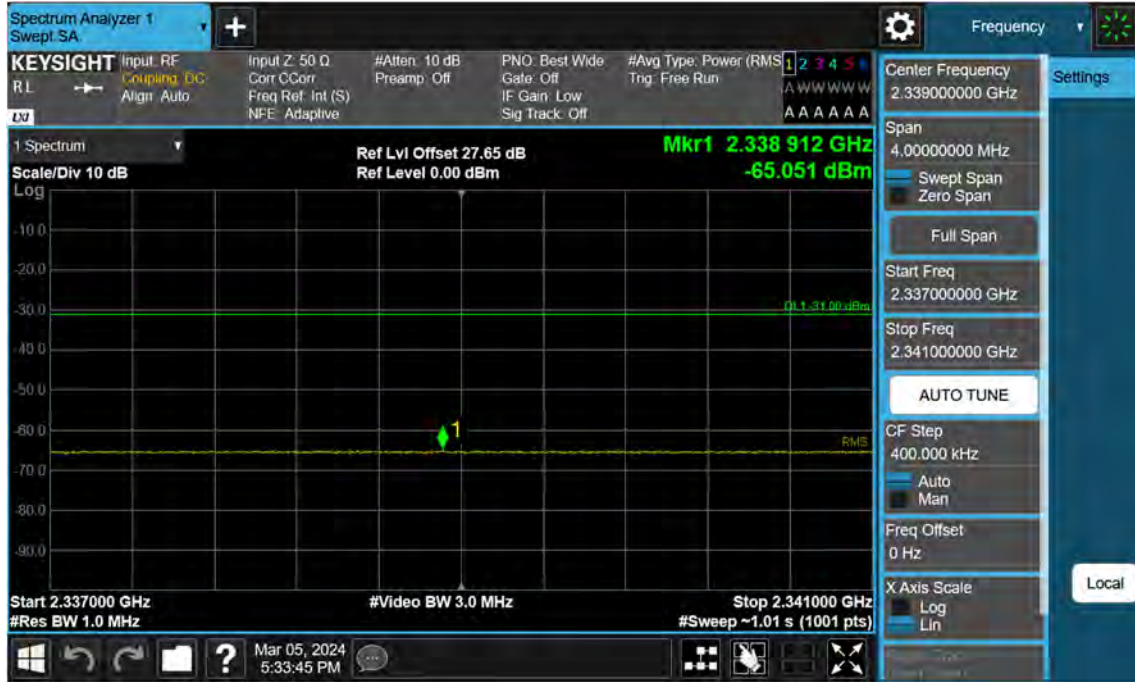 Spectrum Analyzer 1
Swept SA
+
Frequency
KEYSIGHT
RL
LXI
Input: RF
Coupling: DC
Align: Auto
Input Z: 50 Ω
Corr CCorr
Freq Ref: Int (S)
NFE: Adaptive
#Atten: 10 dB
Preamp: Off
PNO: Best Wide
Gate: Off
IF Gain: Low
Sig Track: Off
#Avg Type: Power (RMS
Trig: Free Run
1 2 3 4 5 6
A W W W W W
A A A A A A
1 Spectrum
Scale/Div 10 dB
Log
Ref Lvl Offset 27.65 dB
Ref Level 0.00 dBm
Mkr1 2.338 912 GHz
-65.051 dBm
-10.0
-20.0
-30.0
DL1 -31.00 dBm
-40.0
-50.0
-60.0
1
RMS
-70.0
-80.0
-90.0
Start 2.337000 GHz
#Res BW 1.0 MHz
#Video BW 3.0 MHz
Stop 2.341000 GHz
#Sweep ~1.01 s (1001 pts)
?
Mar 05, 2024
5:33:45 PM
Center Frequency
2.339000000 GHz
Span
4.00000000 MHz
Swept Span
Zero Span
Full Span
Start Freq
2.337000000 GHz
Stop Freq
2.341000000 GHz
AUTO TUNE
CF Step
400.000 kHz
Auto
Man
Freq Offset
0 Hz
X Axis Scale
Log
Lin
Settings
Local